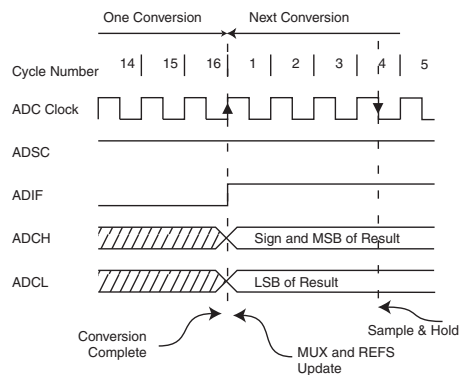 One Conversion Next Conversion
Cycle Number 14 15 16 1 2 3 4 5
ADC Clock
ADSC
ADIF
ADCH Sign and MSB of Result
ADCL LSB of Result
Conversion Complete
MUX and REFS Update
Sample & Hold